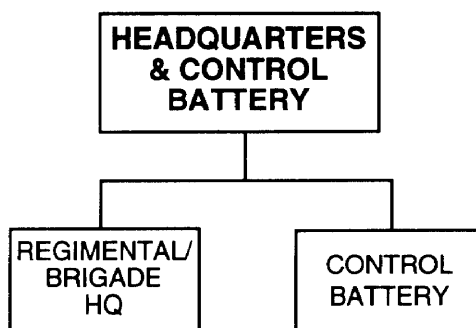 HEADQUARTERS
& CONTROL
BATTERY
REGIMENTAL/
BRIGADE
HQ
CONTROL
BATTERY